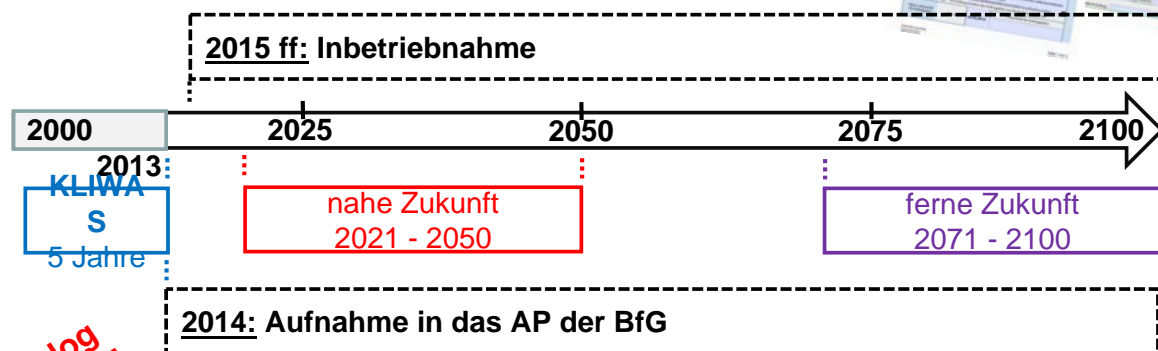 2015 ff: Inbetriebnahme
2000 2025 2050 2075 2100
2013
KLIWA
S
5 Jahre
nahe Zukunft
2021 - 2050
ferne Zukunft
2071 - 2100
2014: Aufnahme in das AP der BfG